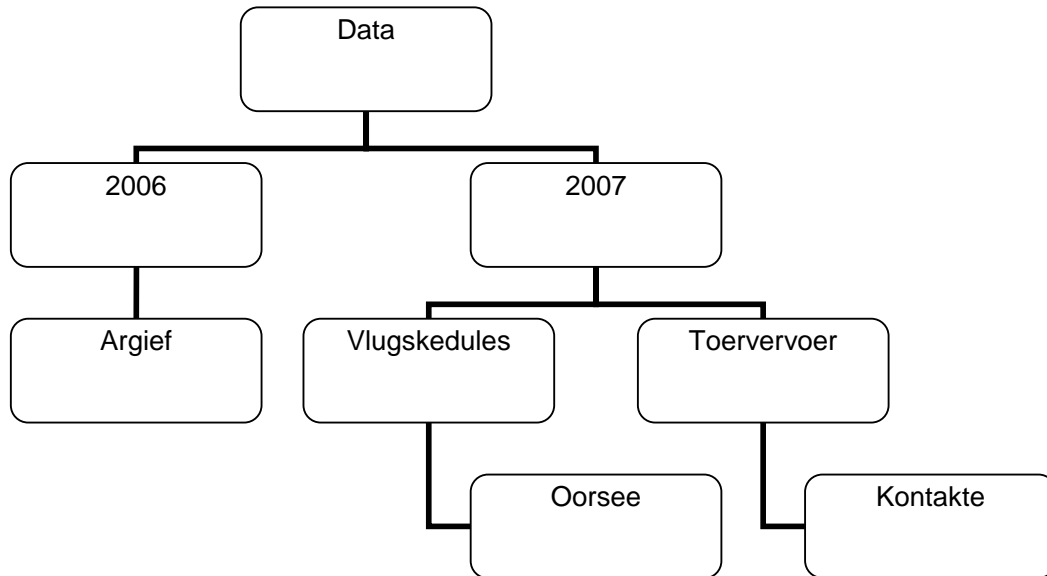 Data
2006
2007
Argief
Vlugskedules
Toervervoer
Oorsee
Kontakte